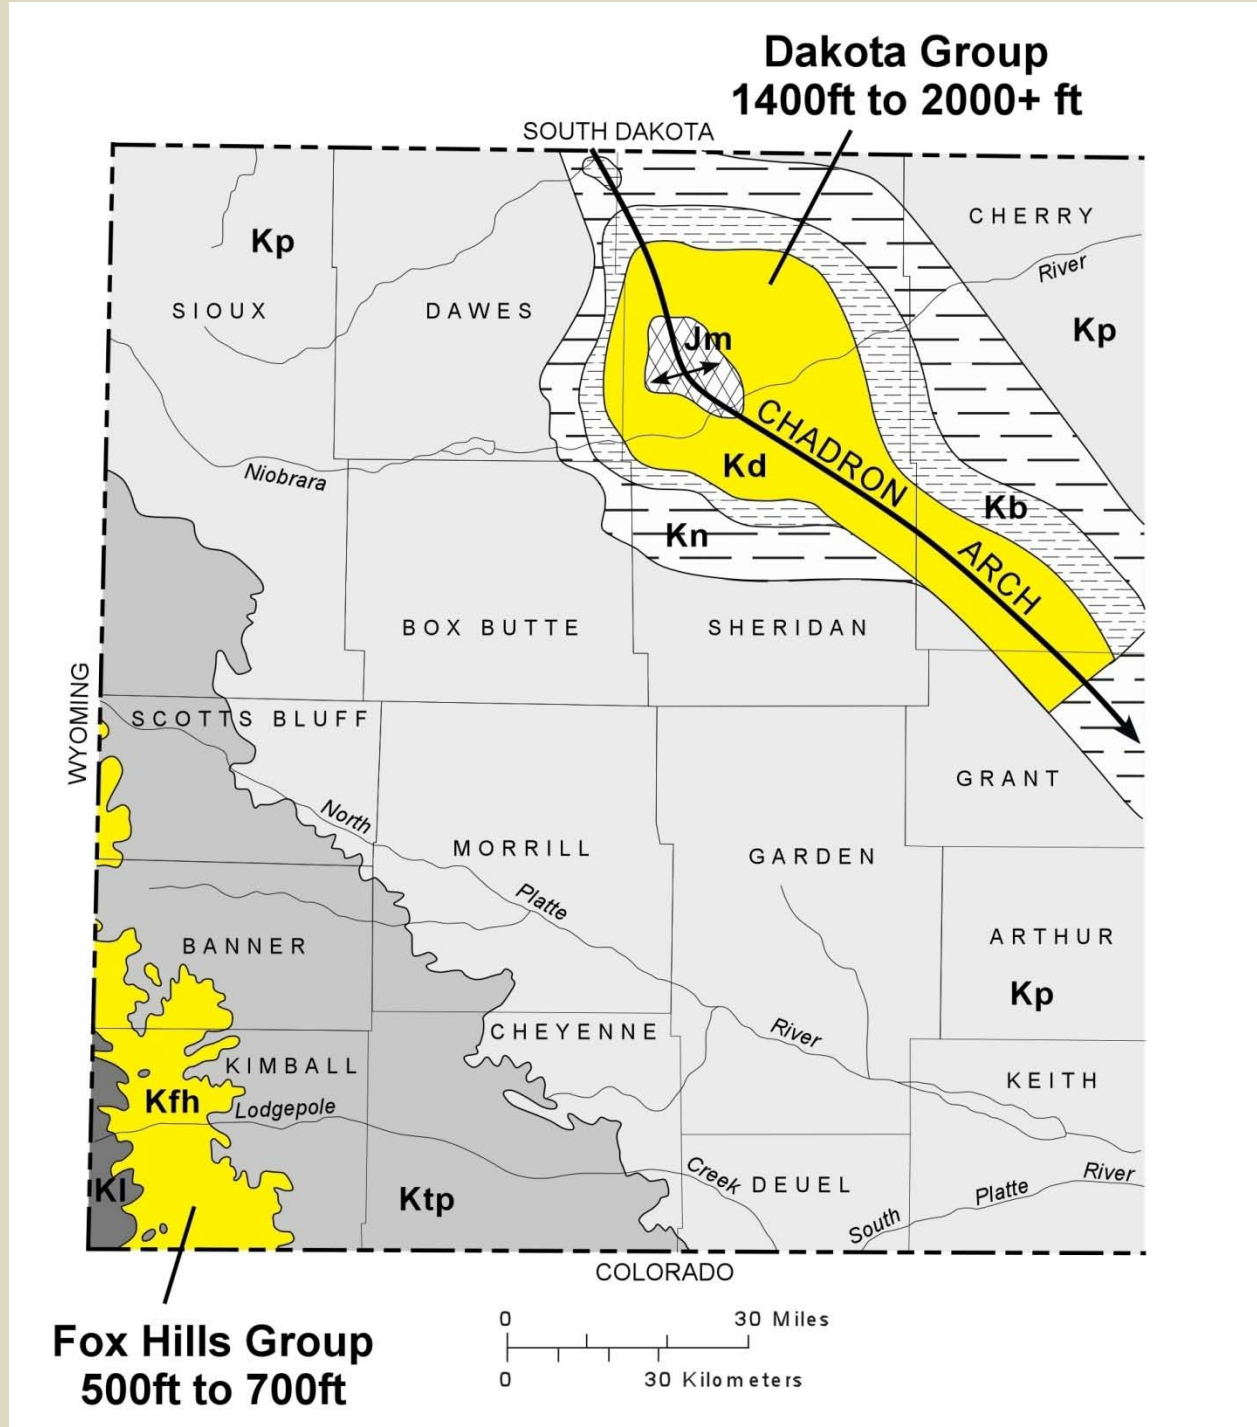 Dakota Group
1400ft to 2000+ ft
SOUTH DAKOTA
CHERRY
Kp
River
SIOUX
DAWES
Kp
Jm
CHADRON
Kd
Niobrara
Kb
Kn
ARCH
BOX BUTTE
SHERIDAN
WYOMING
SCOTTS BLUFF
GRANT
North
MORRILL
GARDEN
Platte
BANNER
ARTHUR
Kp
CHEYENNE
River
KIMBALL
KEITH
Kfh
Lodgepole
Creek
DEUEL
River
Kl
Ktp
Platte
South
COLORADO
0 30 Miles
0 30 Kilometers
Fox Hills Group
500ft to 700ft